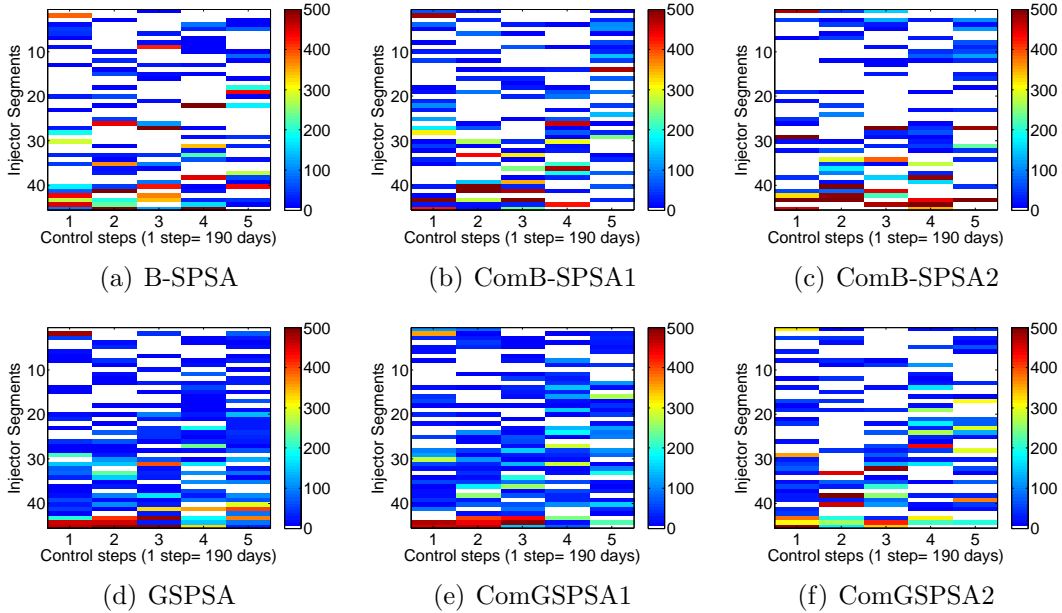 500
400
300
200
100
0
Injector Segments
10
20
30
40
1 2 3 4 5
Control steps (1 step= 190 days)
(a) B-SPSA
500
400
300
200
100
0
Injector Segments
10
20
30
40
1 2 3 4 5
Control steps (1 step= 190 days)
(b) ComB-SPSA1
500
400
300
200
100
0
Injector Segments
10
20
30
40
1 2 3 4 5
Control steps (1 step= 190 days)
(c) ComB-SPSA2
500
400
300
200
100
0
Injector Segments
10
20
30
40
1 2 3 4 5
Control steps (1 step= 190 days)
(d) GSPSA
500
400
300
200
100
0
Injector Segments
10
20
30
40
1 2 3 4 5
Control steps (1 step= 190 days)
(e) ComGSPSA1
500
400
300
200
100
0
Injector Segments
10
20
30
40
1 2 3 4 5
Control steps (1 step= 190 days)
(f) ComGSPSA2